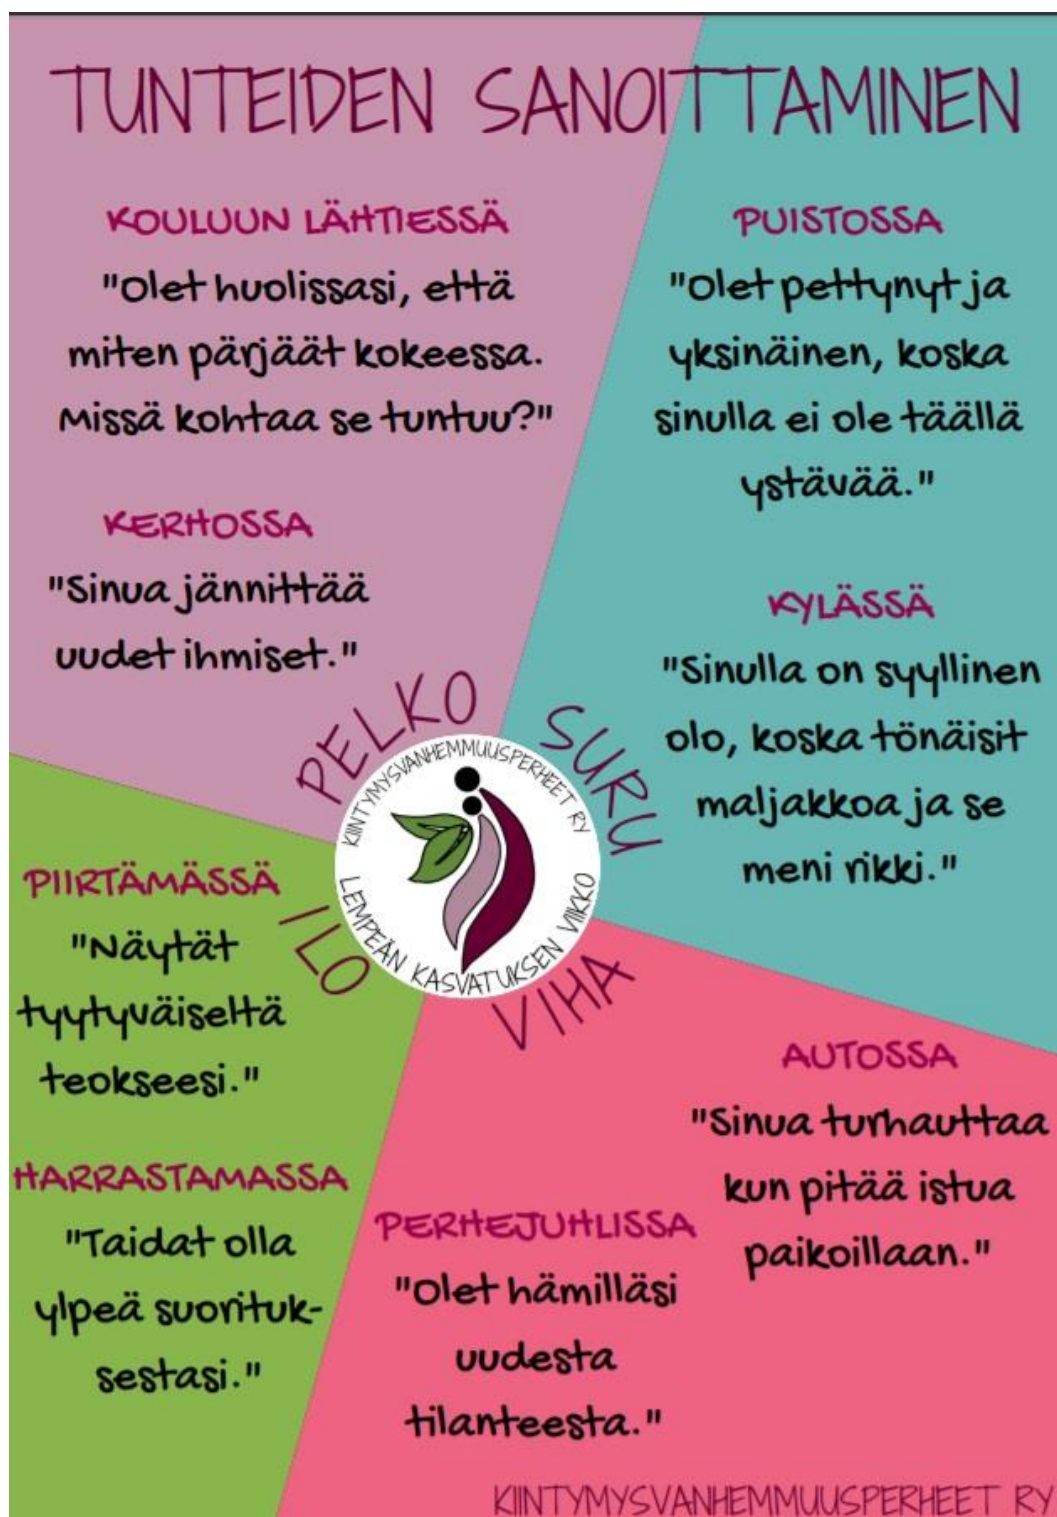 TUNTEIDEN SANOITTAMINEN
KOULUUN LÄHTIESSÄ
"Olet huolissasi, että
miten pärjäät kokeessa.
Missä kohtaa se tuntuu?"
KERHOSSA
"Sinua jännittää
uudet ihmiset."
PUISTOSSA
"Olet pettynyt ja
yksinäinen, koska
sinulla ei ole täällä
ystävää."
KYLÄSSÄ
"Sinulla on syyllinen
olo, koska tönäisit
maljakkoa ja se
meni rikki."
PELKO
SURU
KIINTYMYSVANHEMMUUSPERHEET RY
LEMPEÄN KASVATUKSEN VIIKKO
ILO
VIHA
PIIRTÄMÄSSÄ
"Näytät
tyytyväiseltä
teokseesi."
HARRASTAMASSA
"Taidat olla
ylpeä suorituk-
sestasi."
AUTOSSA
"Sinua turhauttaa
kun pitää istua
paikoillaan."
PERHEJUHLISSA
"Olet hämilläsi
uudesta
tilanteesta."
KIINTYMYSVANHEMMUUSPERHEET RY